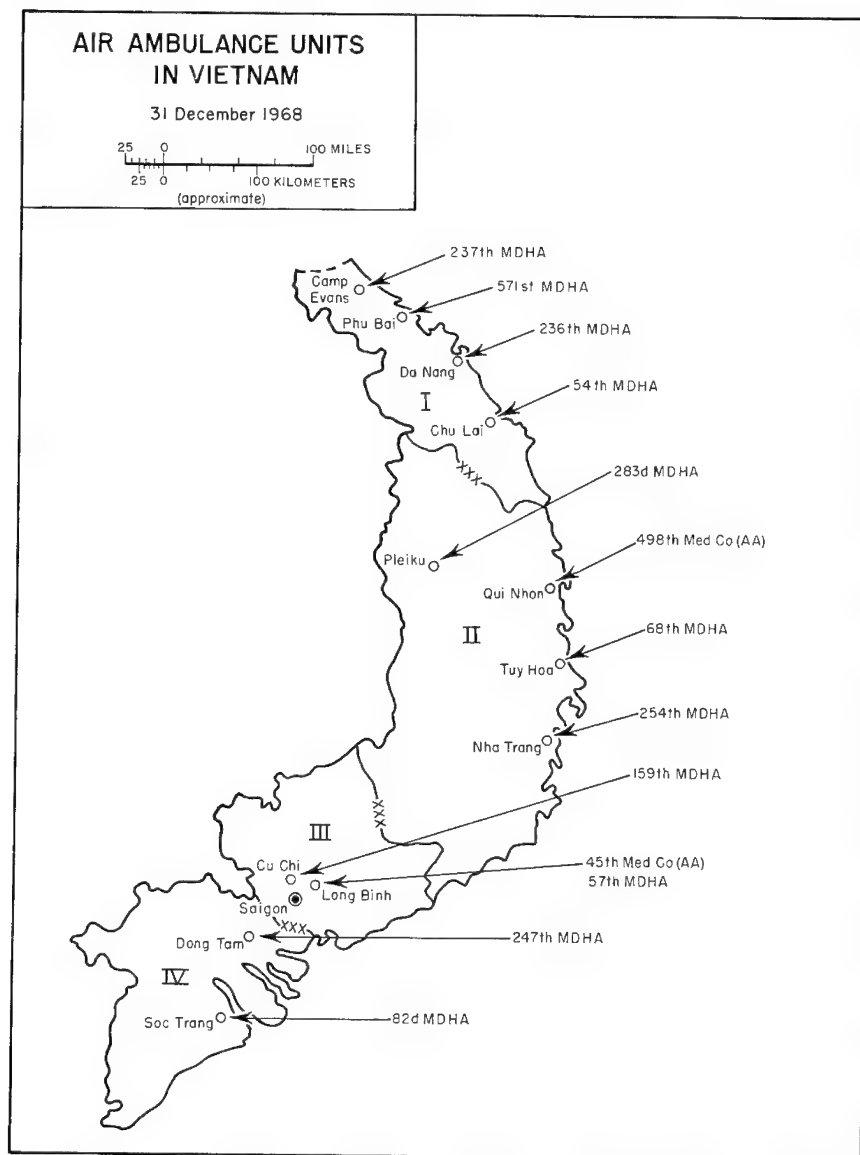 AIR AMBULANCE UNITS
IN VIETNAM
31 December 1968
25 0 100 MILES
25 0 100 KILOMETERS
(approximate)
237th MDHA
Camp
Evans
571st MDHA
Phu Bai
236th MDHA
Da Nang
54th MDHA
I
Chu Lai
XXX
283d MDHA
498th Med Co (AA)
Pleiku
Qui Nhon
II
68th MDHA
Tuy Hoa
254th MDHA
Nha Trang
159th MDHA
XXX
III
Cu Chi
45th Med Co (AA)
Long Binh
57th MDHA
Saigon
XXX
Dong Tam
247th MDHA
IV
Soc Trang
82d MDHA